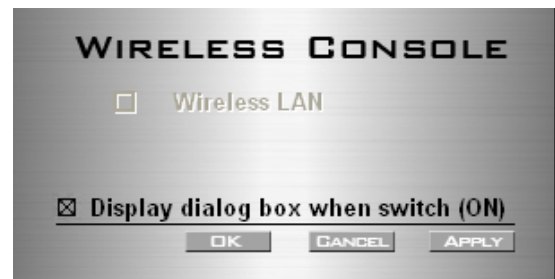 WIRELESS CONSOLE
Wireless LAN
Display dialog box when switch (ON)
OK CANCEL APPLY